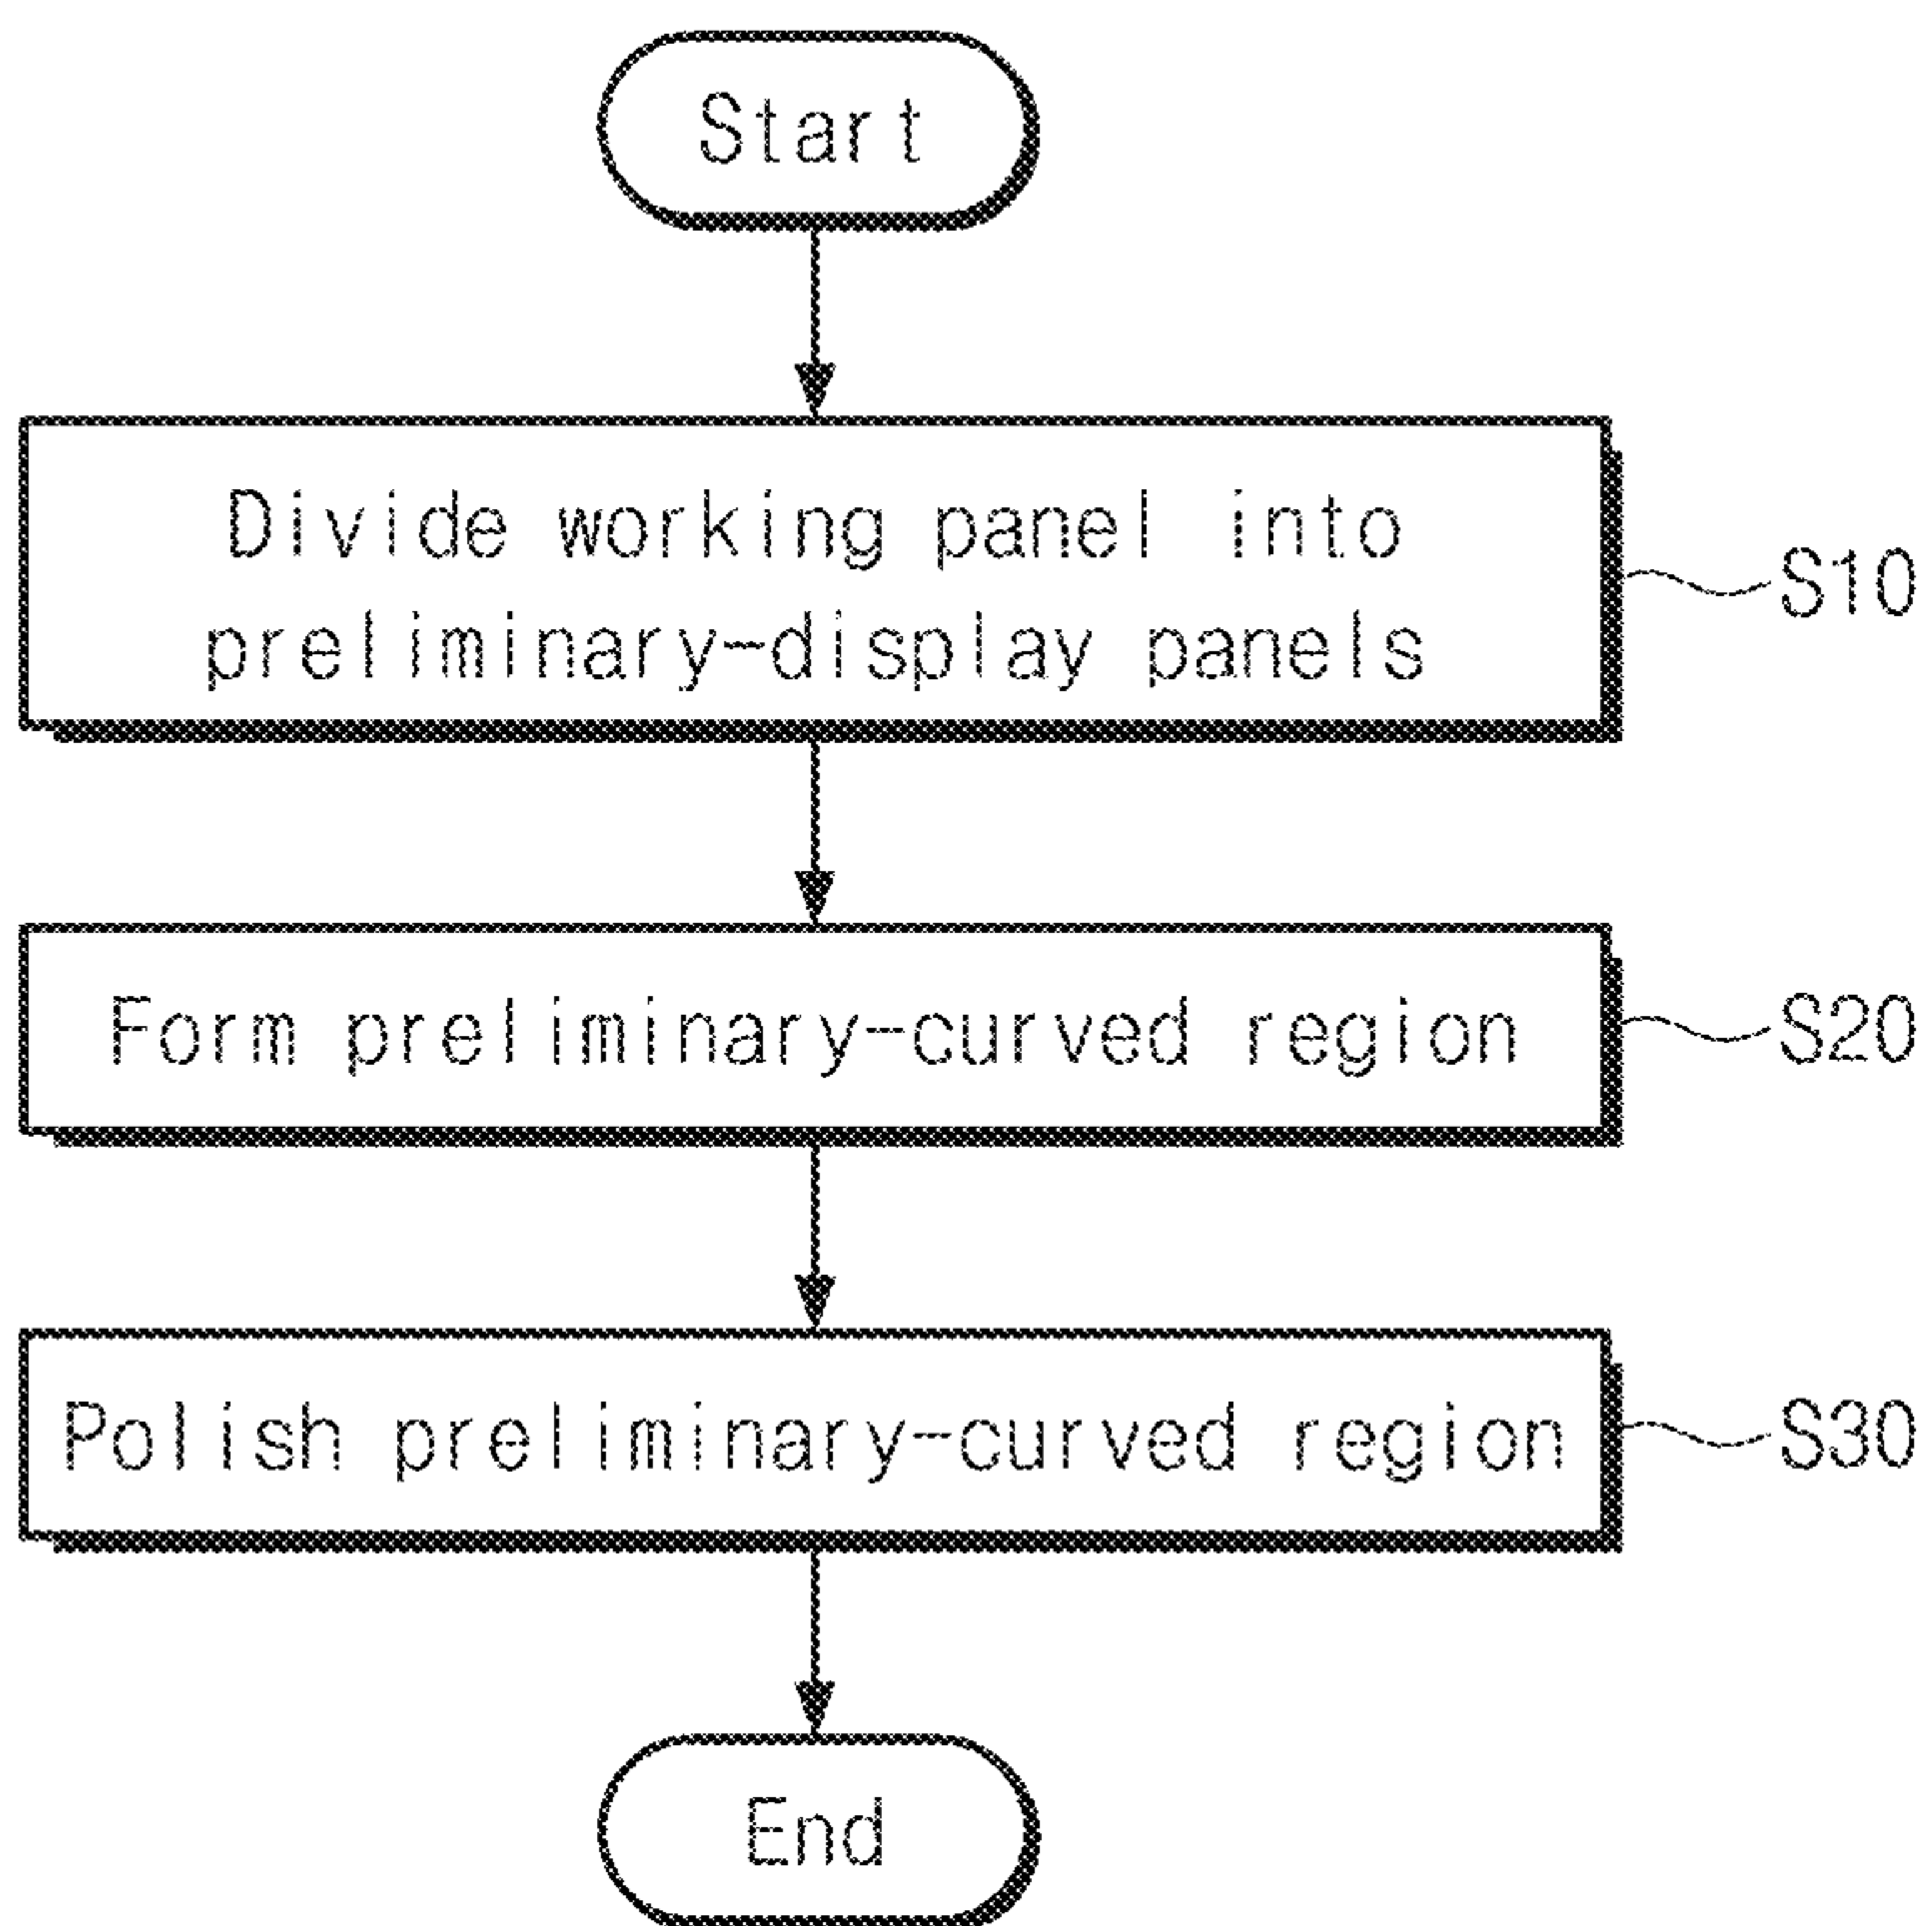 Start
Divide working panel into
preliminary-display panels
S10
Form preliminary-curved region
S20
Polish preliminary-curved region
S30
End